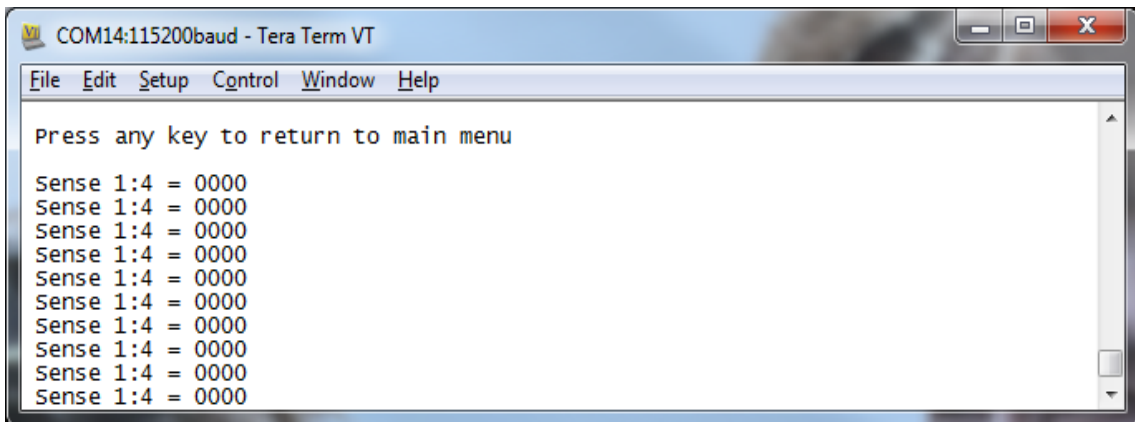 COM14:115200baud - Tera Term VT
File Edit Setup Control Window Help
Press any key to return to main menu
Sense 1:4 = 0000
Sense 1:4 = 0000
Sense 1:4 = 0000
Sense 1:4 = 0000
Sense 1:4 = 0000
Sense 1:4 = 0000
Sense 1:4 = 0000
Sense 1:4 = 0000
Sense 1:4 = 0000
Sense 1:4 = 0000